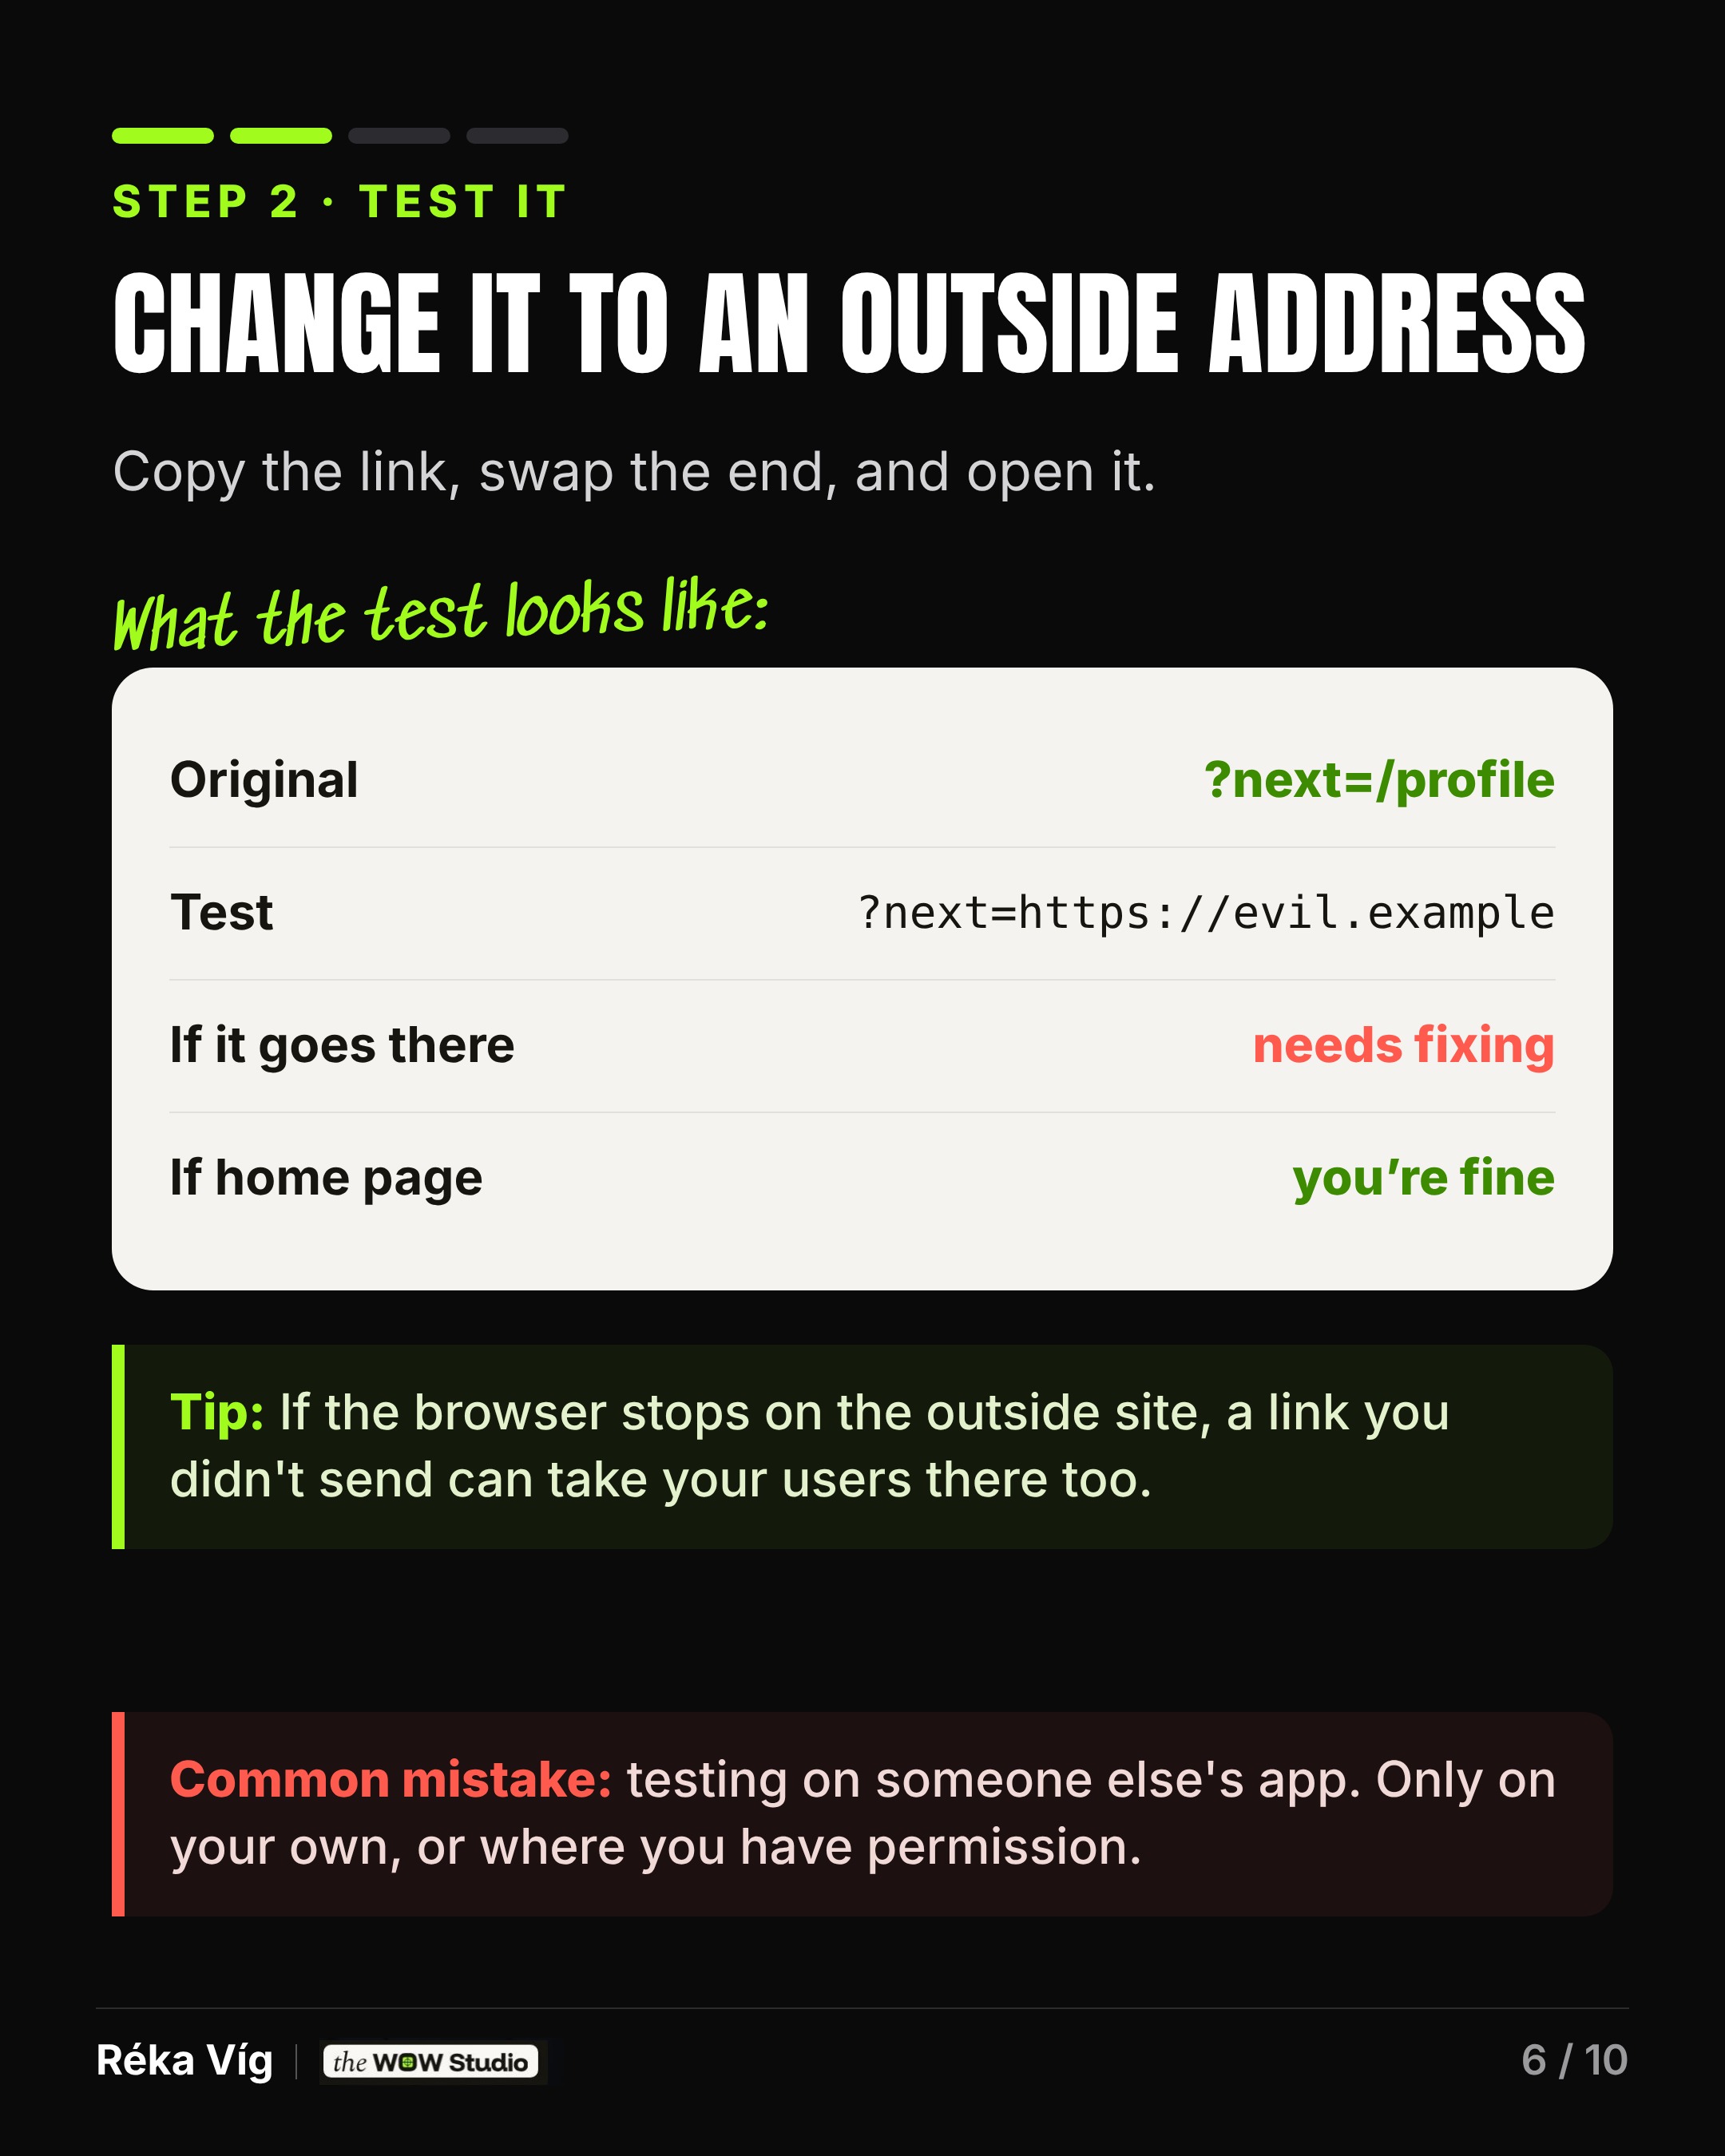 STEP 2 · TEST IT
CHANGE IT TO AN OUTSIDE ADDRESS
Copy the link, swap the end, and open it.
What the test looks like:
Original ?next=/profile
Test ?next=https://evil.example
If it goes there needs fixing
If home page you’re fine
Tip: If the browser stops on the outside site, a link you
didn't send can take your users there too.
Common mistake: testing on someone else's app. Only on
your own, or where you have permission.
Réka Víg the WOW Studio 6 / 10